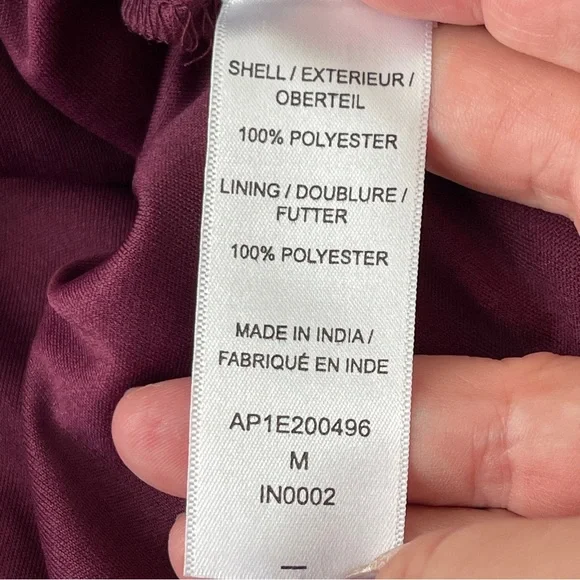 SHELL / EXTERIEUR /
OBERTEIL
100% POLYESTER
LINING / DOUBLURE /
FUTTER
100% POLYESTER
MADE IN INDIA /
FABRIQUÉ EN INDE
AP1E200496
M
IN0002